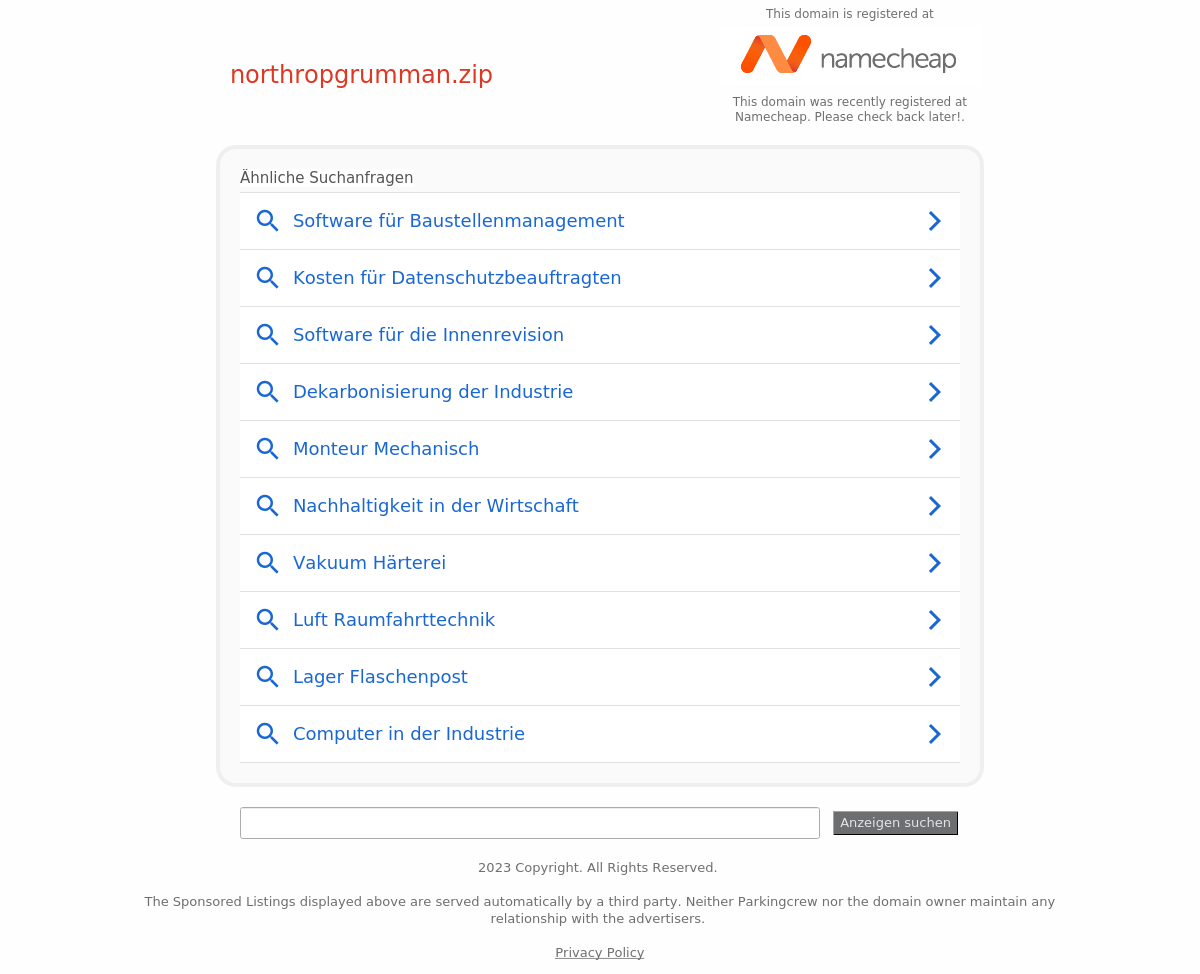 This domain is registered at
namecheap
northropgrumman.zip
This domain was recently registered at
Namecheap. Please check back later!.
Ähnliche Suchanfragen
Software für Baustellenmanagement
Kosten für Datenschutzbeauftragten
Software für die Innenrevision
Dekarbonisierung der Industrie
Monteur Mechanisch
Nachhaltigkeit in der Wirtschaft
Vakuum Härterei
Luft Raumfahrttechnik
Lager Flaschenpost
Computer in der Industrie
Anzeigen suchen
2023 Copyright. All Rights Reserved.
The Sponsored Listings displayed above are served automatically by a third party. Neither Parkingcrew nor the domain owner maintain any
relationship with the advertisers.
Privacy Policy